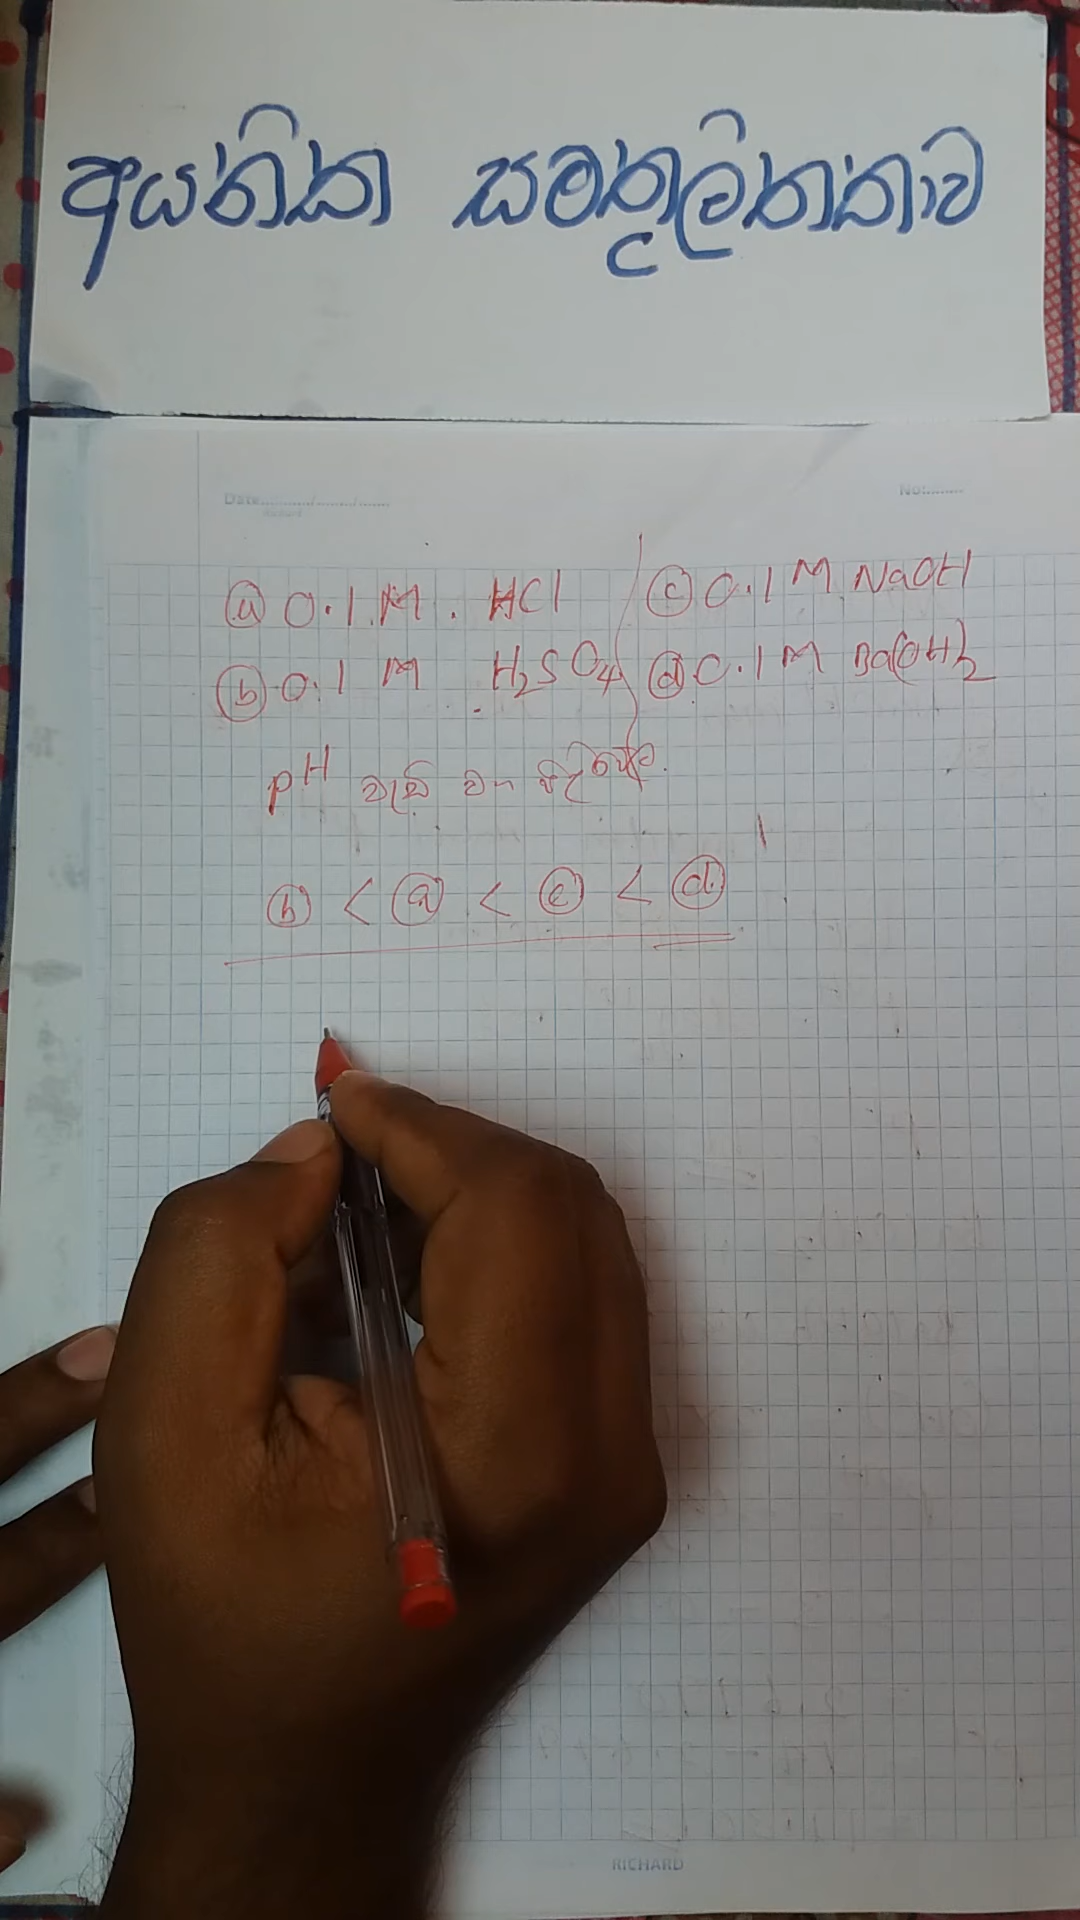 අයනික සමතුලිතතාව
Date............/........./.......
No:........
ⓐ 0.1 M. HCl ⓒ 0.1 M NaOH
ⓑ 0.1 M H₂SO₄ ⓓ 0.1 M Ba(OH)₂
pH වැඩි වන පිළිවෙල.
ⓑ < ⓐ < ⓒ < ⓓ
RICHARD